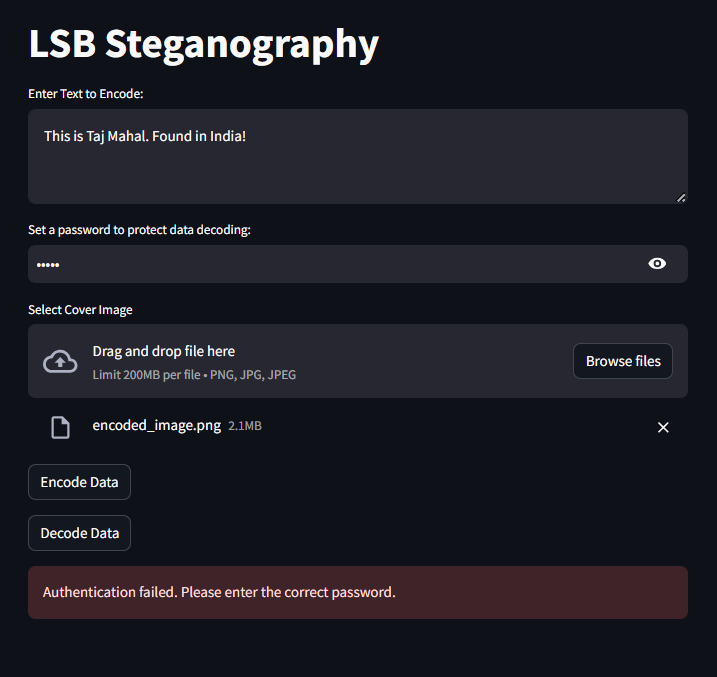 LSB Steganography
Enter Text to Encode:
This is Taj Mahal. Found in India!
Set a password to protect data decoding:
•••••
Select Cover Image
Drag and drop file here
Limit 200MB per file • PNG, JPG, JPEG
Browse files
encoded_image.png 2.1MB
Encode Data
Decode Data
Authentication failed. Please enter the correct password.